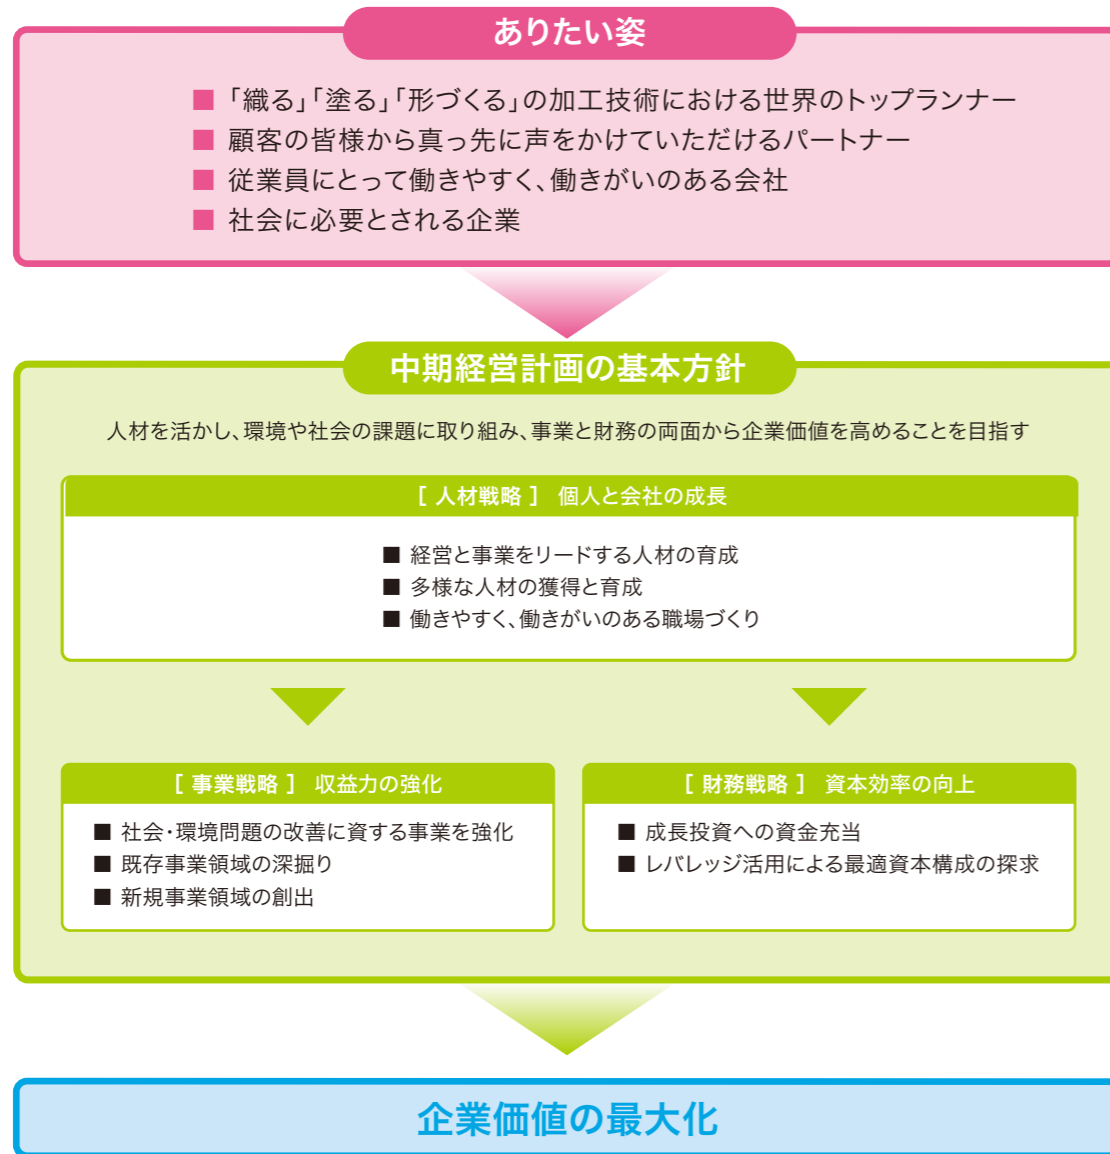 ありたい姿
■ 「織る」「塗る」「形づくる」の加工技術における世界のトップランナー
■ 顧客の皆様から真っ先に声をかけていただけるパートナー
■ 従業員にとって働きやすく、働きがいのある会社
■ 社会に必要とされる企業
中期経営計画の基本方針
人材を活かし、環境や社会の課題に取り組み、事業と財務の両面から企業価値を高めることを目指す
［ 人材戦略 ］ 個人と会社の成長
■ 経営と事業をリードする人材の育成
■ 多様な人材の獲得と育成
■ 働きやすく、働きがいのある職場づくり
［ 事業戦略 ］ 収益力の強化
■ 社会・環境問題の改善に資する事業を強化
■ 既存事業領域の深掘り
■ 新規事業領域の創出
［ 財務戦略 ］ 資本効率の向上
■ 成長投資への資金充当
■ レバレッジ活用による最適資本構成の探求
企業価値の最大化